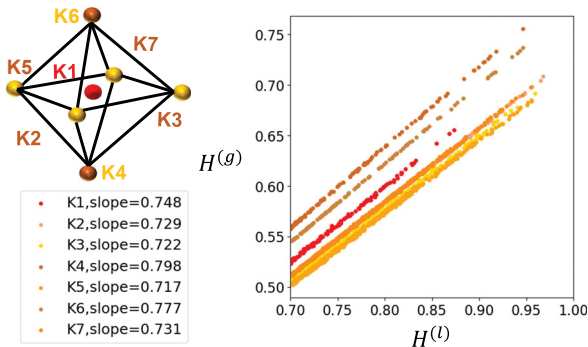 K6
K7
K5
K1
K3
K2
K4
K1,slope=0.748
K2,slope=0.729
K3,slope=0.722
K4,slope=0.798
K5,slope=0.717
K6,slope=0.777
K7,slope=0.731
H^(g)
0.75
0.70
0.65
0.60
0.55
0.50
0.70 0.75 0.80 0.85 0.90 0.95 1.00
H^(l)